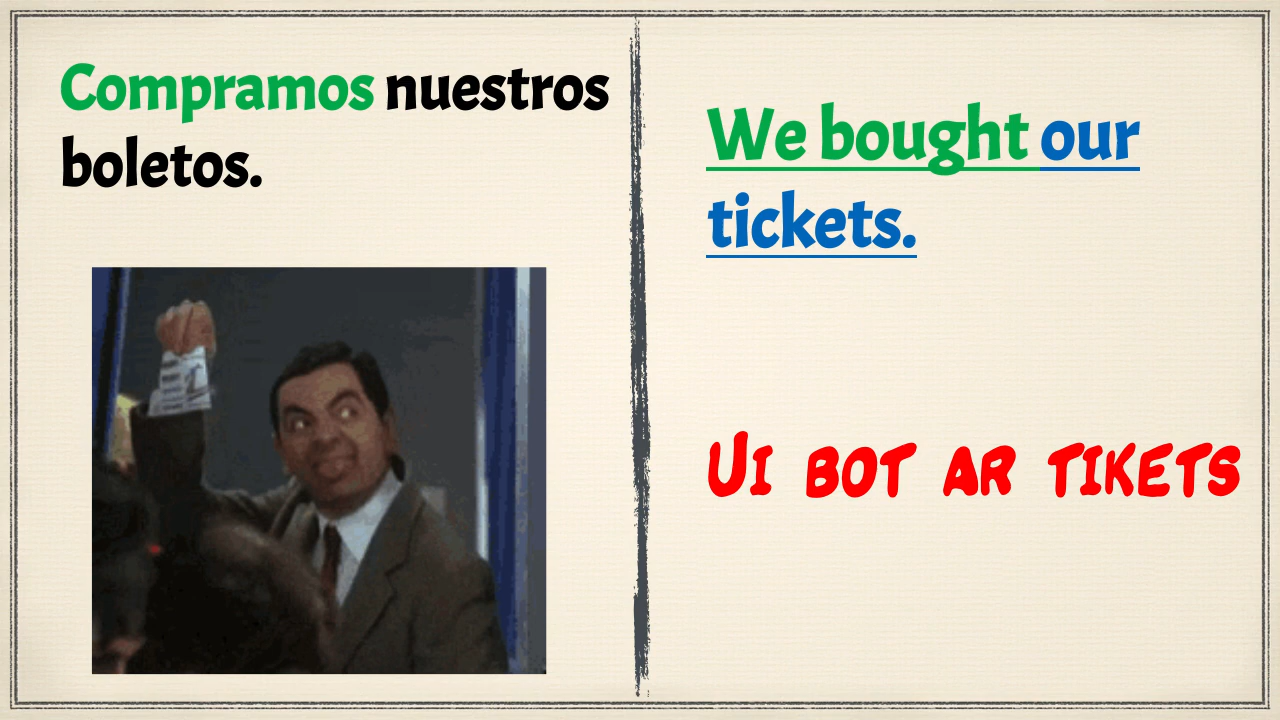 Compramos nuestros
boletos.
We bought our
tickets.
UI BOT AR TIKETS